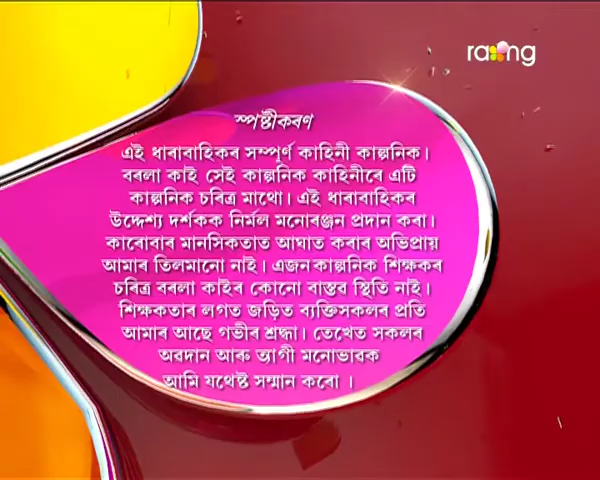 rang
স্পষ্টীকৰণ
এই ধাৰাবাহিকৰ সম্পূৰ্ণ কাহিনী কাল্পনিক।
বৰলা কাই সেই কাল্পনিক কাহিনীৰে এটি
কাল্পনিক চৰিত্ৰ মাথো। এই ধাৰাবাহিকৰ
উদ্দেশ্য দৰ্শকক নিৰ্মল মনোৰঞ্জন প্ৰদান কৰা।
কাৰোবাৰ মানসিকতাত আঘাত কৰাৰ অভিপ্ৰায়
আমাৰ তিলমানো নাই। এজন কাল্পনিক শিক্ষকৰ
চৰিত্ৰ বৰলা কাইৰ কোনো বাস্তৱ স্থিতি নাই।
শিক্ষকতাৰ লগত জড়িত ব্যক্তিসকলৰ প্ৰতি
আমাৰ আছে গভীৰ শ্ৰদ্ধা। তেখেত সকলৰ
অৱদান আৰু ত্যাগী মনোভাৱক
আমি যথেষ্ট সন্মান কৰো ।